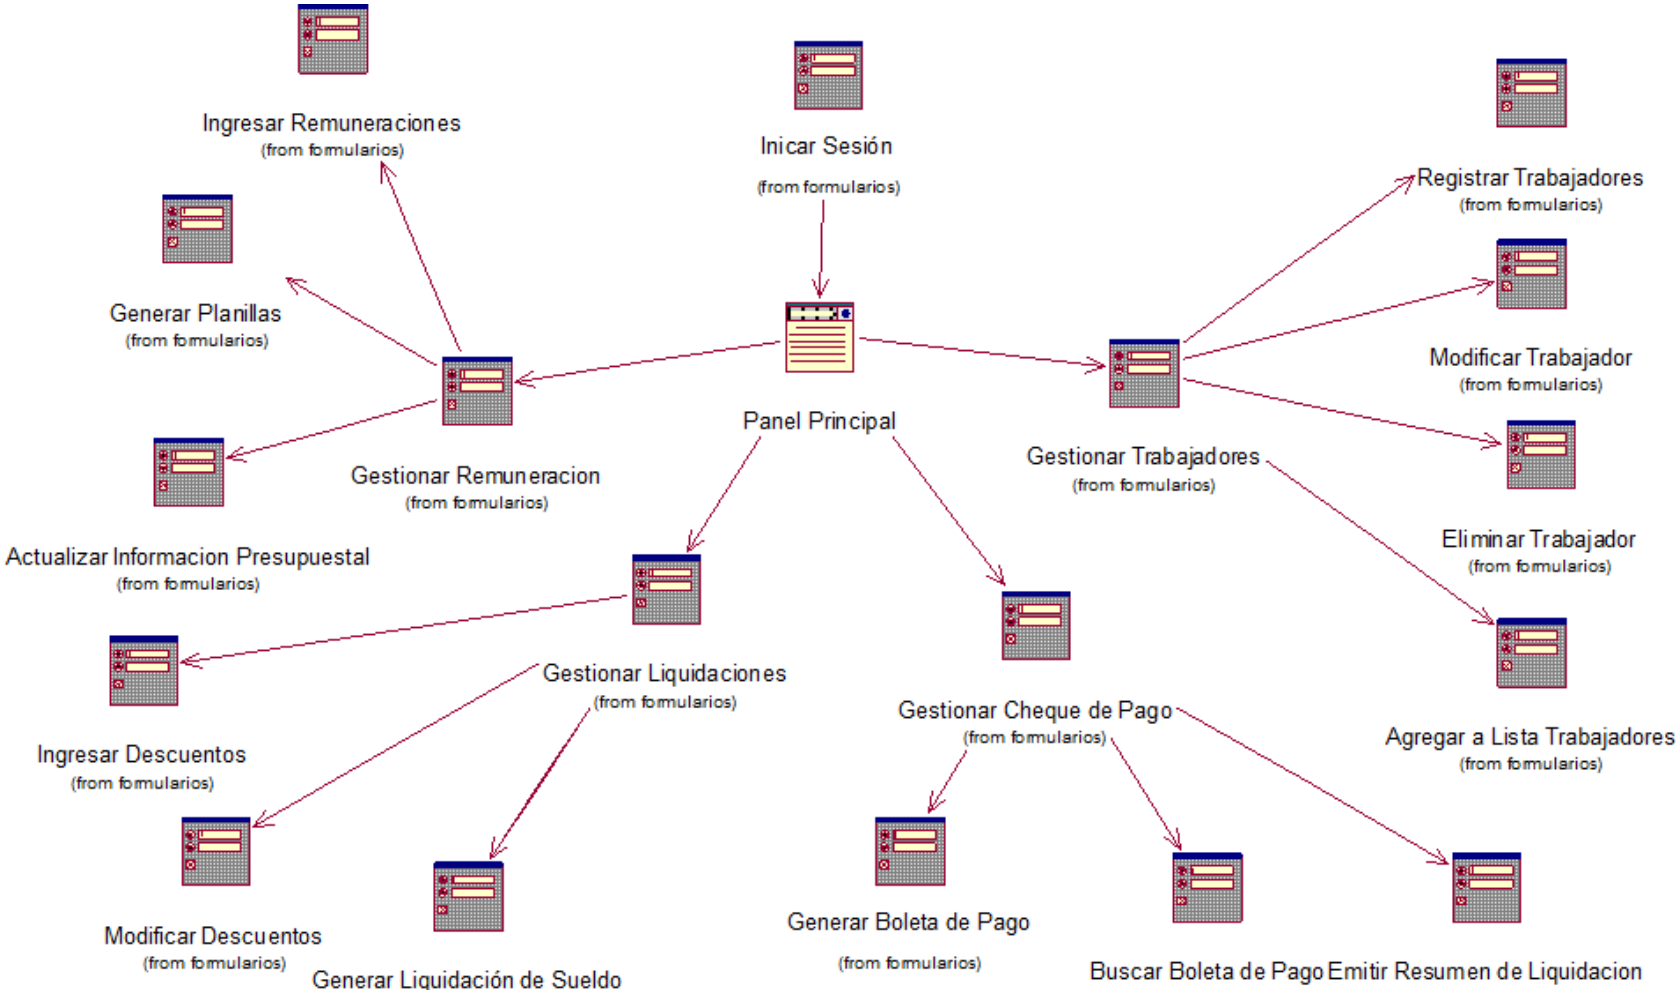 Ingresar Remuneraciones
(from formularios)
Inicar Sesión
(from formularios)
Registrar Trabajadores
(from formularios)
Generar Planillas
(from formularios)
Modificar Trabajador
(from formularios)
Panel Principal
Gestionar Remuneracion
(from formularios)
Gestionar Trabajadores
(from formularios)
Actualizar Informacion Presupuestal
(from formularios)
Eliminar Trabajador
(from formularios)
Gestionar Liquidaciones
(from formularios)
Gestionar Cheque de Pago
(from formularios)
Agregar a Lista Trabajadores
(from formularios)
Ingresar Descuentos
(from formularios)
Modificar Descuentos
(from formularios)
Generar Liquidación de Sueldo
Generar Boleta de Pago
(from formularios)
Buscar Boleta de Pago
Emitir Resumen de Liquidacion